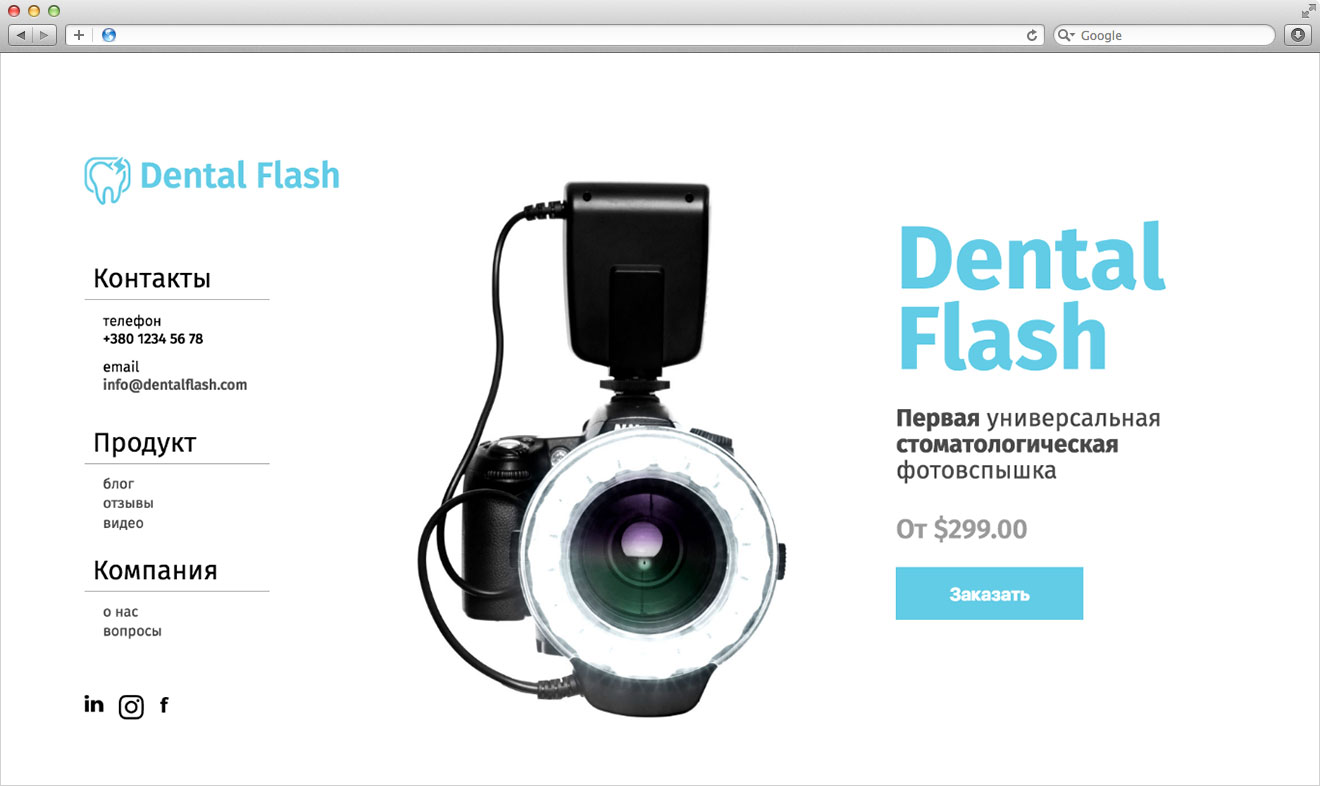 Google
Dental Flash
Контакты
телефон
+380 1234 56 78
email
info@dentalflash.com
Продукт
блог
отзывы
видео
Компания
о нас
вопросы
in
f
Dental
Flash
Первая универсальная
стоматологическая
фотовспышка
От $299.00
Заказать